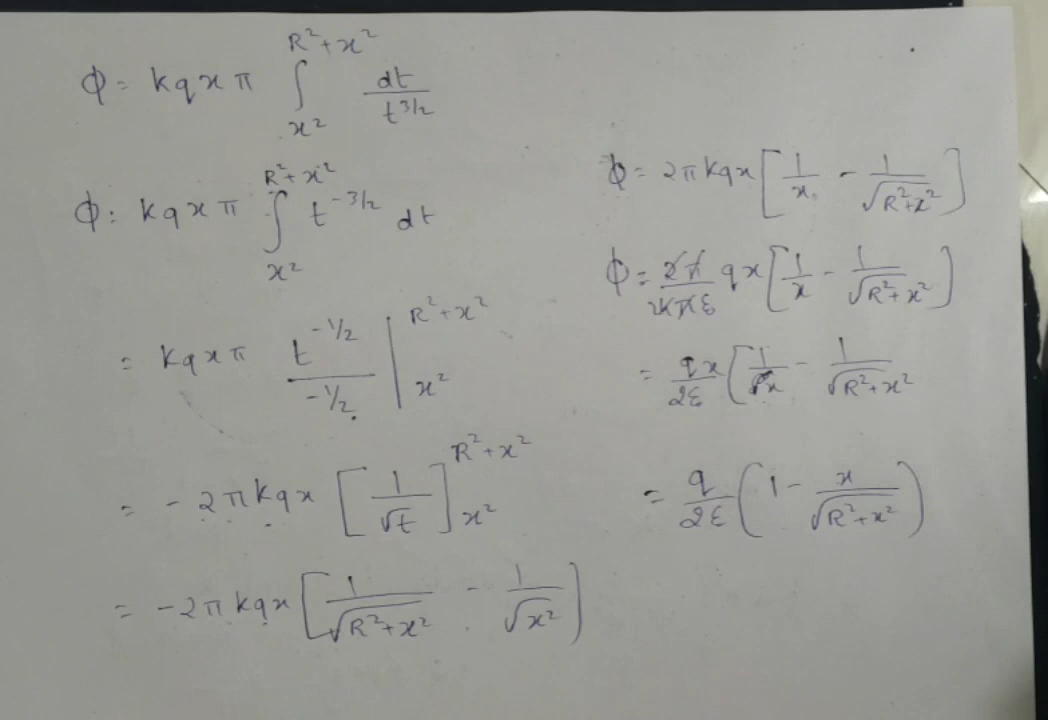 ϕ = kqxπ ∫_{x²}^{R²+x²} dt / t^{3/2}
ϕ: kqxπ ∫_{x²}^{R²+x²} t^{-3/2} dt
= kqxπ t^{-1/2} / -1/2 |_{x²}^{R²+x²}
= -2πkqx [1/√t]_{x²}^{R²+x²}
= -2πkqx [1/√(R²+x²) - 1/√(x²)]
ϕ = 2πkqx [1/x - 1/√(R²+x²)]
ϕ = 2π / ππε qx [1/x - 1/√(R²+x²)]
= qx/2ε [1/x - 1/√(R²+x²)
= q/2ε (1 - x/√(R²+x²))